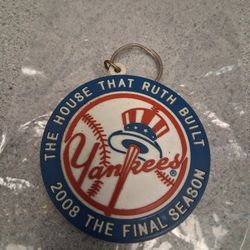 THE HOUSE THAT RUTH BUILT
Yankees®
2008 THE FINAL SEASON